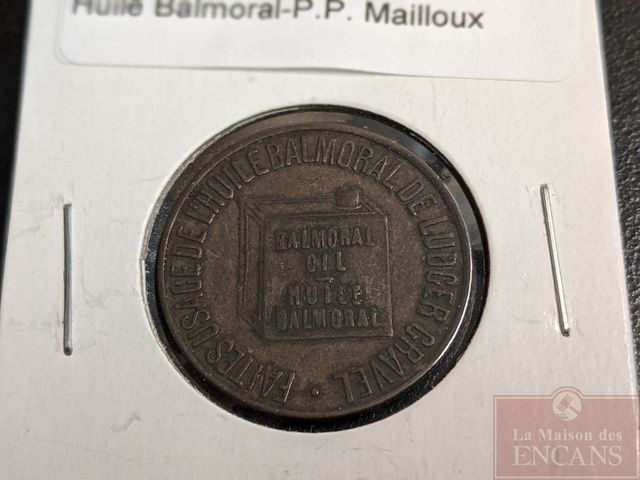 Huile Balmoral-P.P. Mailloux
FAITES USAGE DE L'HUILE BALMORAL DE LUDGER GRAVEL •
BALMORAL
OIL
HUILE
BALMORAL
La Maison des
ENCANS